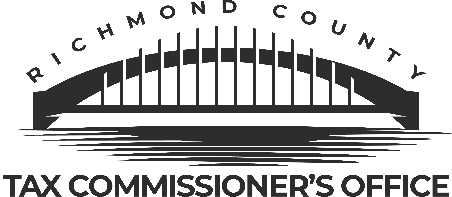 RICHMOND COUNTY
TAX COMMISSIONER'S OFFICE